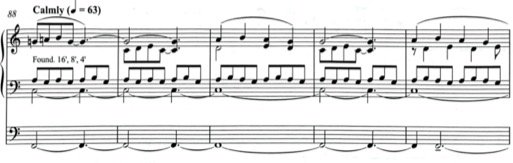 88 Calmly (♩ = 63)
Found. 16', 8', 4'